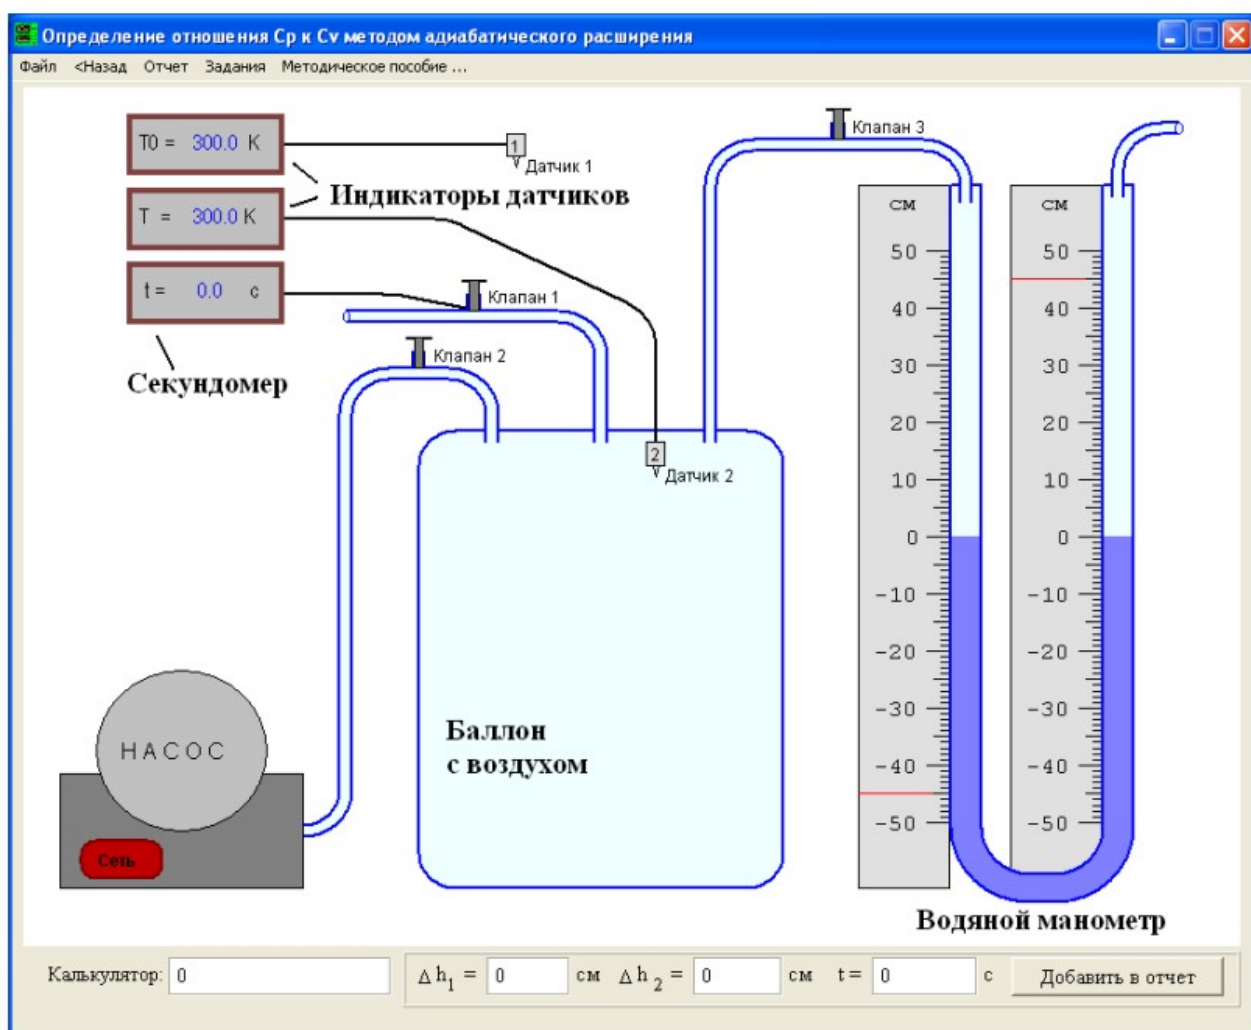 Определение отношения Cp к Cv методом адиабатического расширения
Файл <Назад Отчет Задания Методическое пособие ...
T0 = 300.0 K
1
Датчик 1
Клапан 3
Индикаторы датчиков
T = 300.0 K
t = 0.0 c
Клапан 1
Клапан 2
Секундомер
2
Датчик 2
см
50
40
30
20
10
0
-10
-20
-30
-40
-50
см
50
40
30
20
10
0
-10
-20
-30
-40
-50
НАСОС
Сеть
Баллон
с воздухом
Водяной манометр
Калькулятор: 0
Δh1 = 0 см Δh2 = 0 см t = 0 с Добавить в отчет